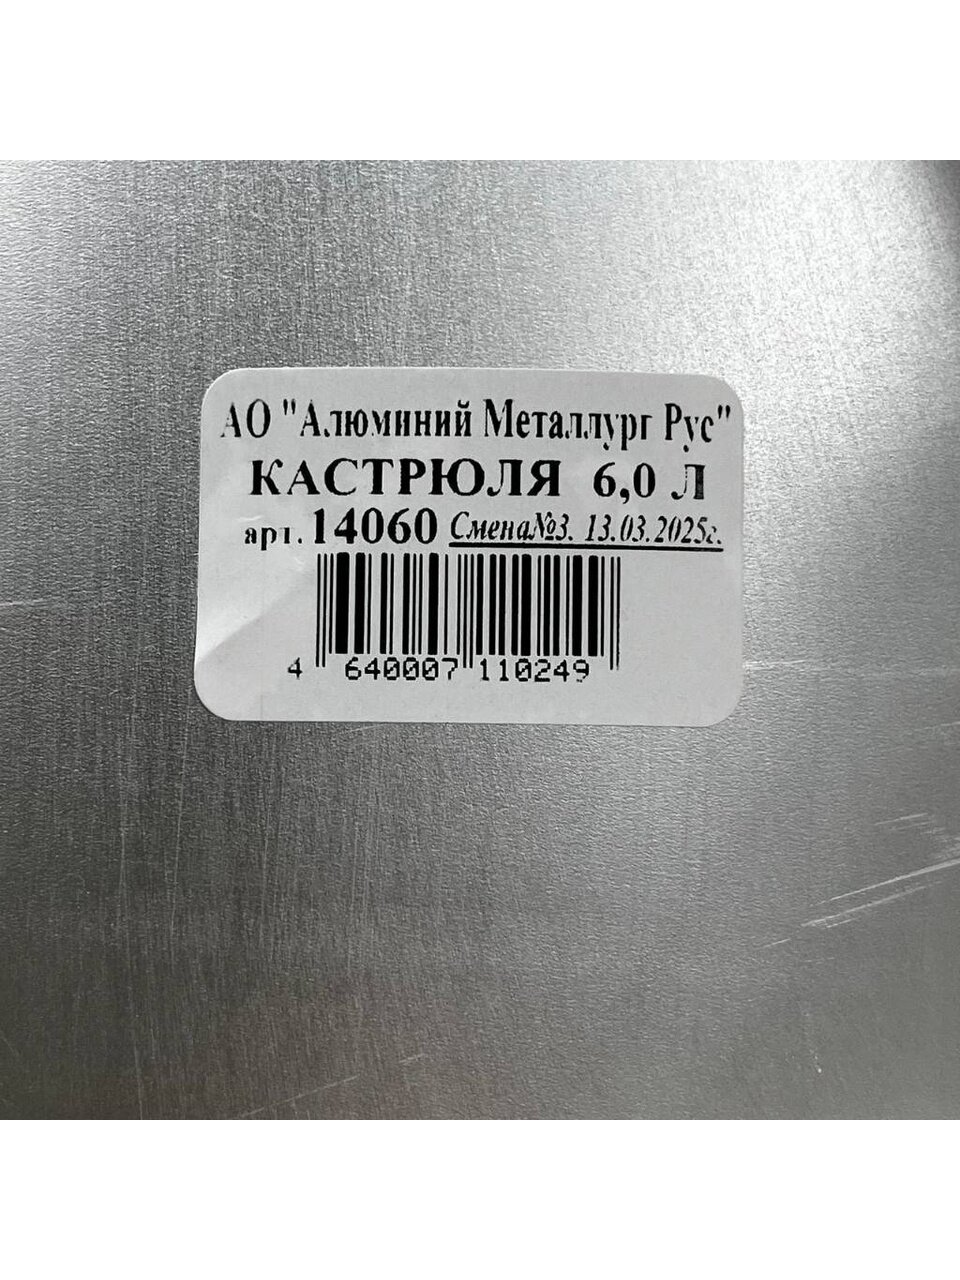 АО "Алюминий Металлург Рус"
КАСТРЮЛЯ 6,0 Л
арт. 14060 Смена№3. 13.03.2025г.
4 640007 110249